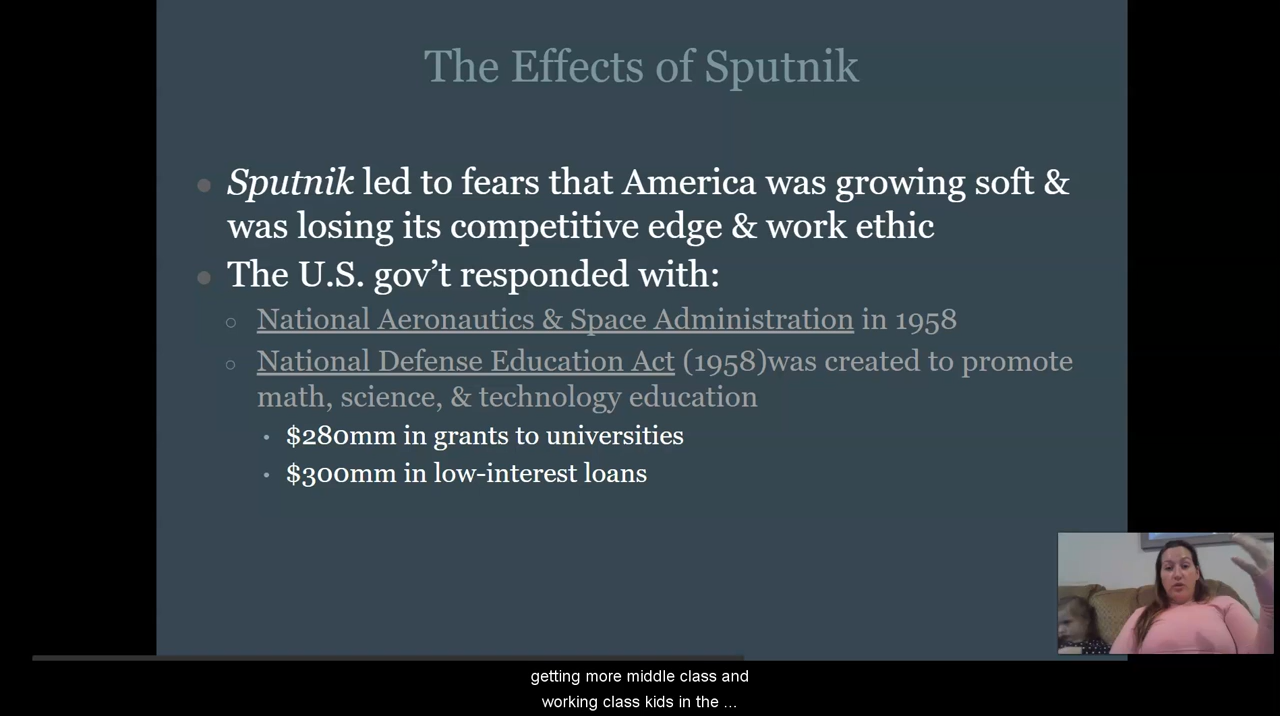 The Effects of Sputnik
Sputnik led to fears that America was growing soft &
was losing its competitive edge & work ethic
The U.S. gov’t responded with:
National Aeronautics & Space Administration in 1958
National Defense Education Act (1958)was created to promote
math, science, & technology education
$280mm in grants to universities
$300mm in low-interest loans
getting more middle class and
working class kids in the ...